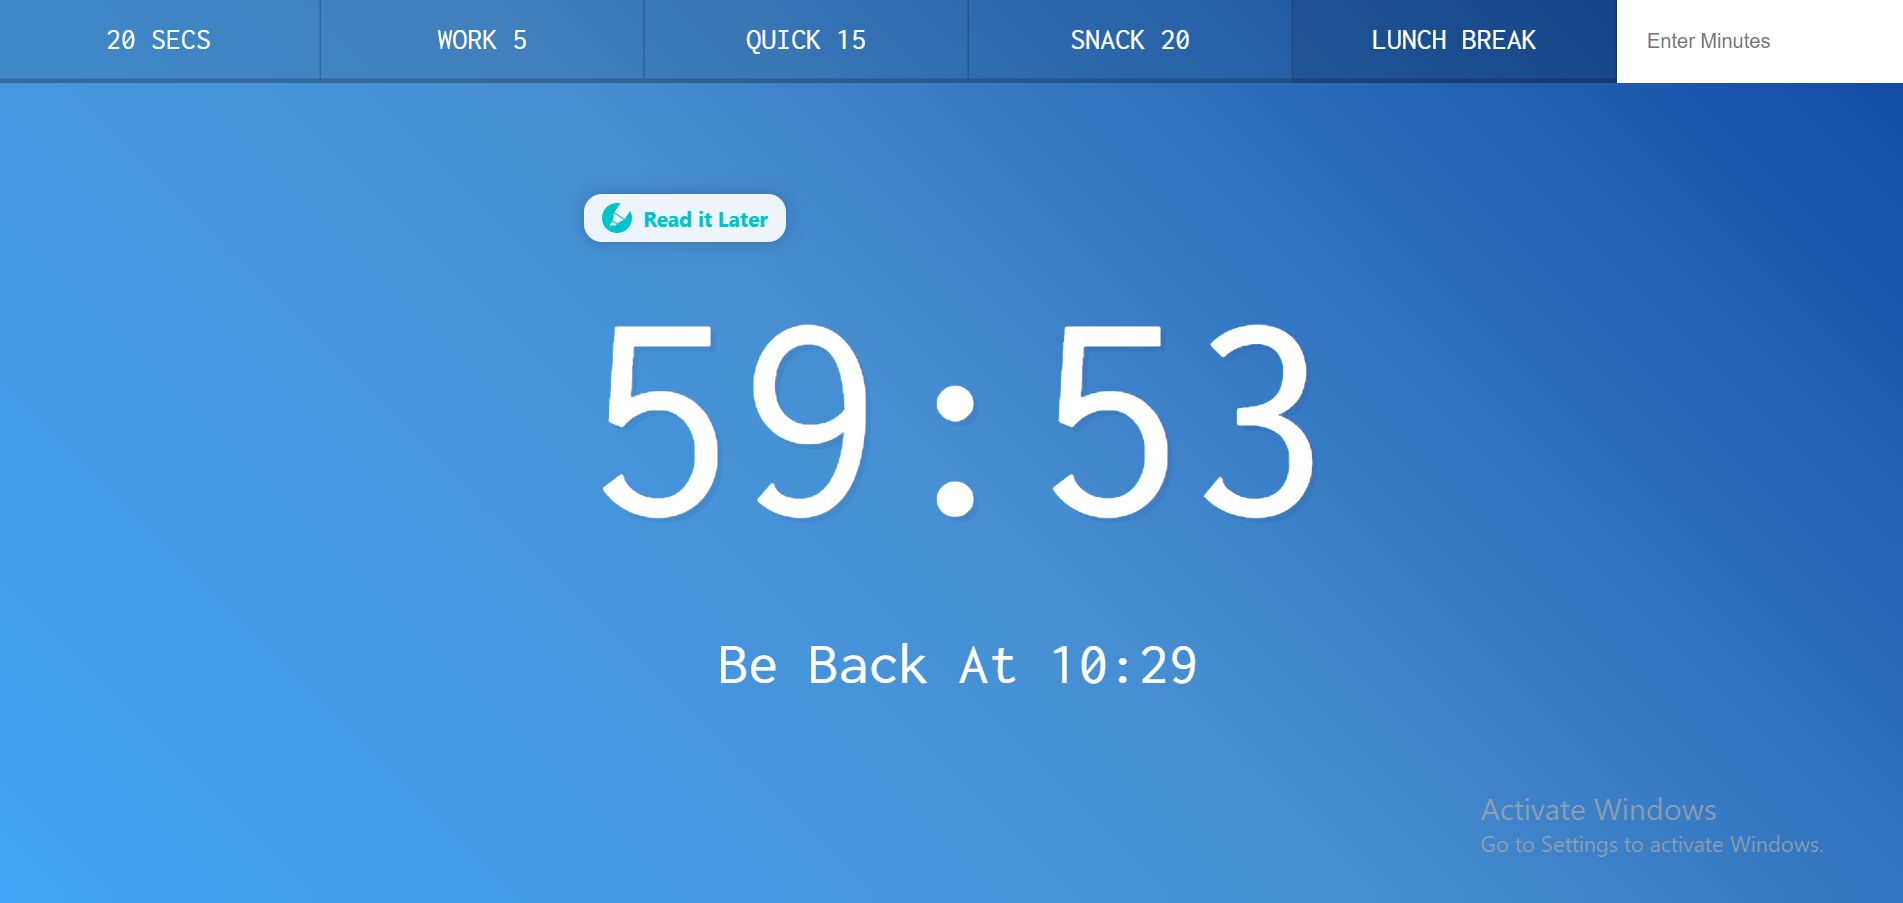 20 SECS
WORK 5
QUICK 15
SNACK 20
LUNCH BREAK
Enter Minutes
Read it Later
59:53
Be Back At 10:29
Activate Windows
Go to Settings to activate Windows.